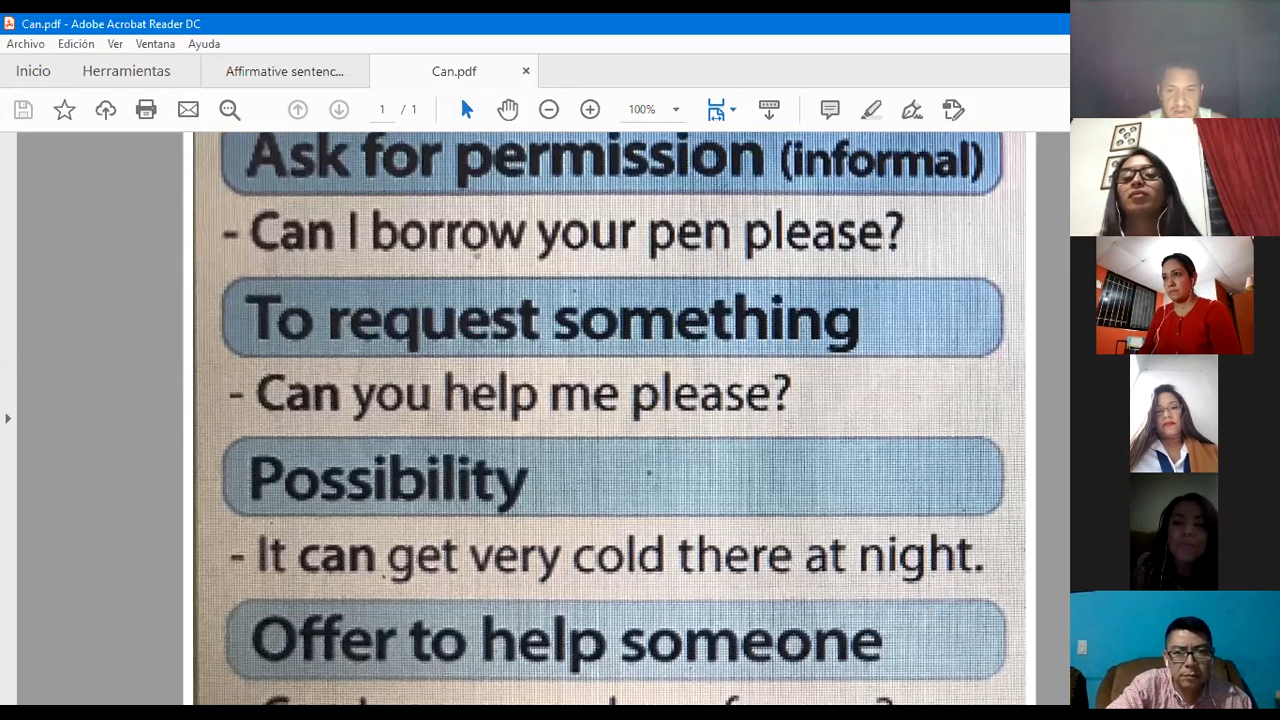 Can.pdf - Adobe Acrobat Reader DC
Archivo Edición Ver Ventana Ayuda
Inicio Herramientas Affirmative sentenc... Can.pdf
1 / 1 100%
Ask for permission (informal)
- Can I borrow your pen please?
To request something
- Can you help me please?
Possibility
- It can get very cold there at night.
Offer to help someone